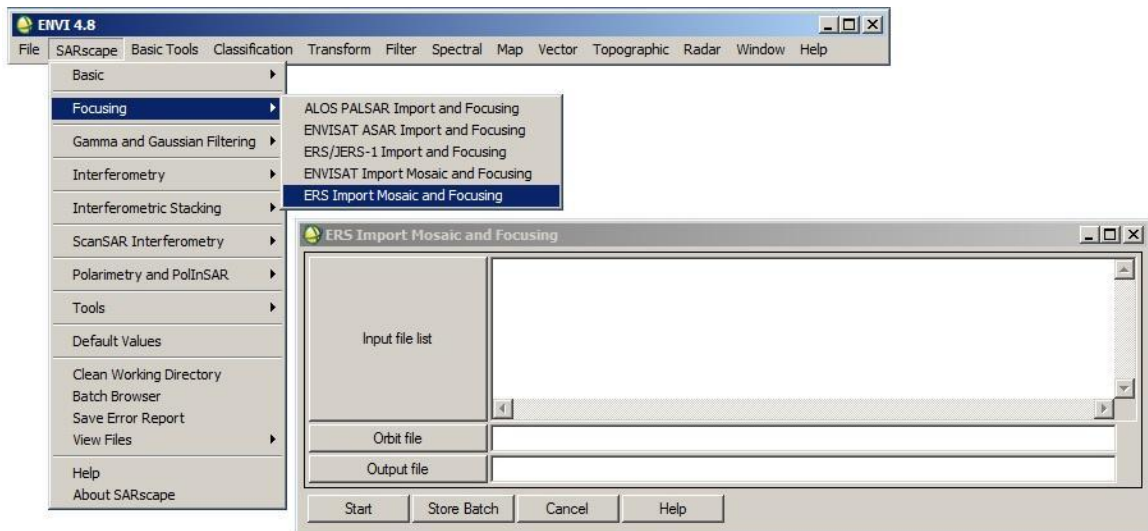 ENVI 4.8
File SARscape Basic Tools Classification Transform Filter Spectral Map Vector Topographic Radar Window Help
Basic
Focusing
Gamma and Gaussian Filtering
Interferometry
Interferometric Stacking
ScanSAR Interferometry
Polarimetry and PolInSAR
Tools
Default Values
Clean Working Directory
Batch Browser
Save Error Report
View Files
Help
About SARscape
ALOS PALSAR Import and Focusing
ENVISAT ASAR Import and Focusing
ERS/JERS-1 Import and Focusing
ENVISAT Import Mosaic and Focusing
ERS Import Mosaic and Focusing
ERS Import Mosaic and Focusing
Input file list
Orbit file
Output file
Start Store Batch Cancel Help